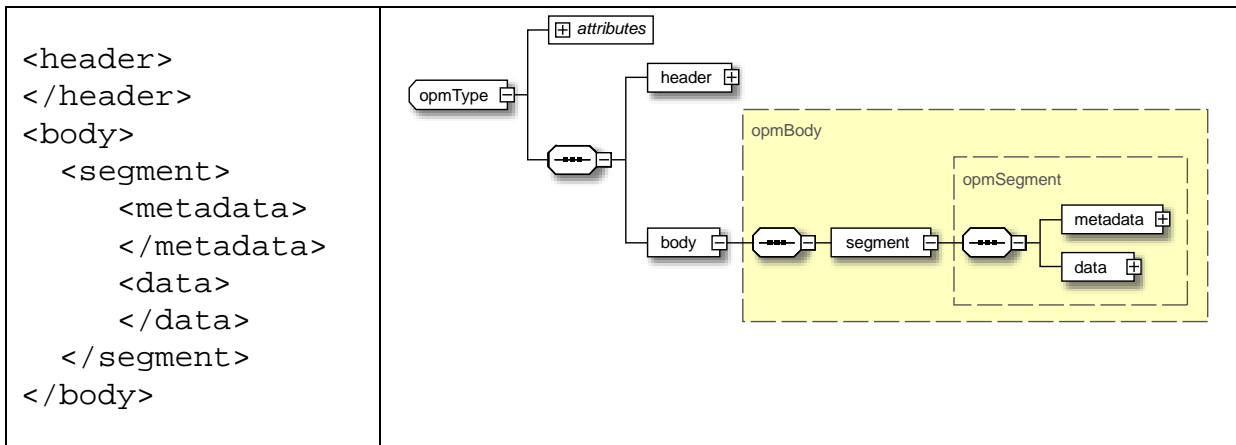 <header>
</header>
<body>
<segment>
<metadata>
</metadata>
<data>
</data>
</segment>
</body>
attributes
opmType
header
opmBody
opmSegment
body
segment
metadata
data